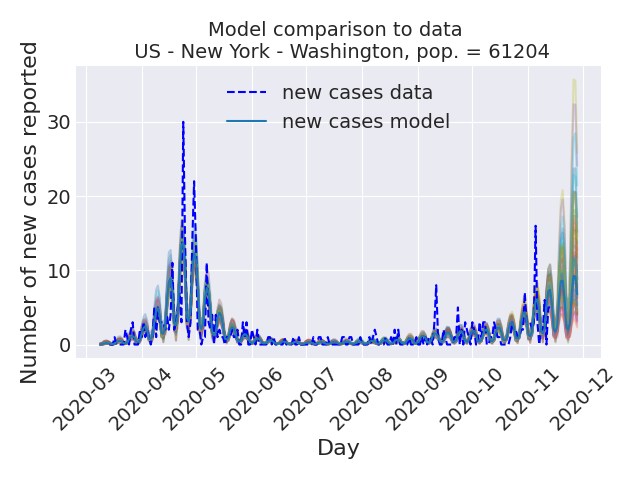 Model comparison to data
US - New York - Washington, pop. = 61204
Number of new cases reported
new cases data
new cases model
30
20
10
0
2020-03
2020-04
2020-05
2020-06
2020-07
2020-08
2020-09
2020-10
2020-11
2020-12
Day